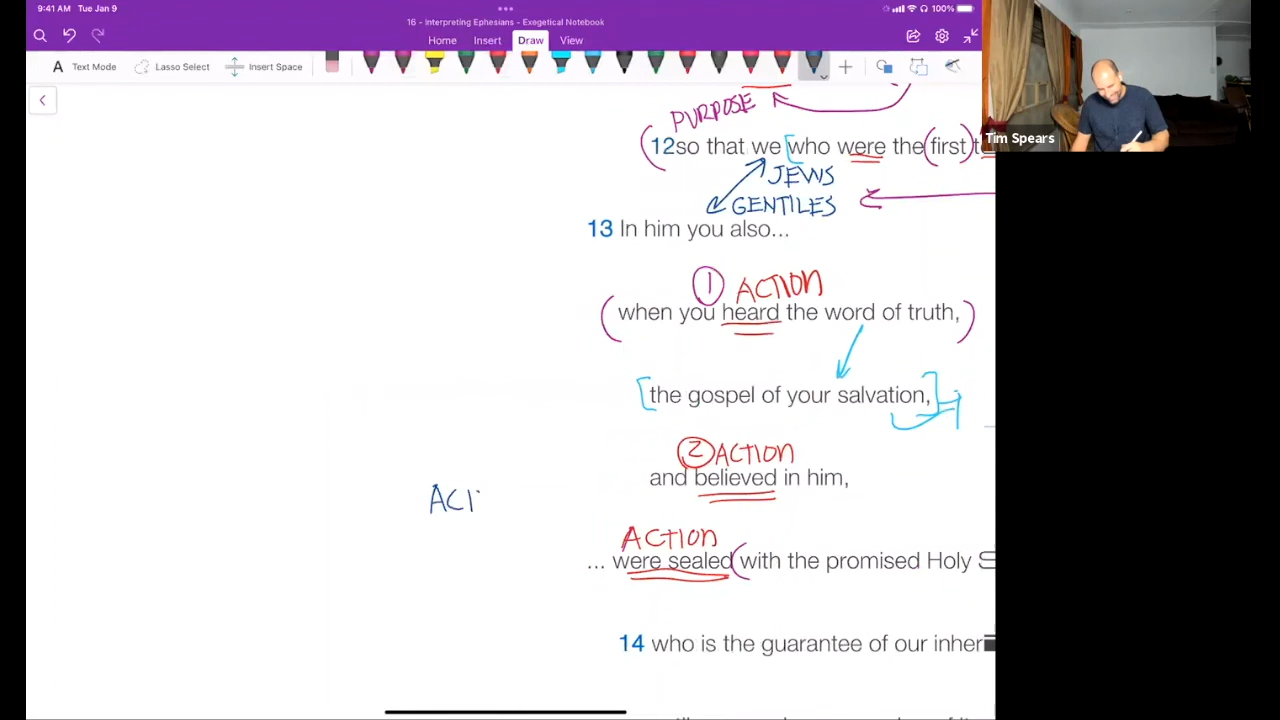 9:41 AM Tue Jan 9
100%
16 - Interpreting Ephesians - Exegetical Notebook
Home Insert Draw View
A Text Mode Lasso Select Insert Space
Tim Spears
PURPOSE
12so that we [who were the (first) t
JEWS
GENTILES
13 In him you also...
1 ACTION
(when you heard the word of truth,)
[the gospel of your salvation,]
2 ACTION
and believed in him,
ACT
ACTION
... were sealed (with the promised Holy S
14 who is the guarantee of our inher